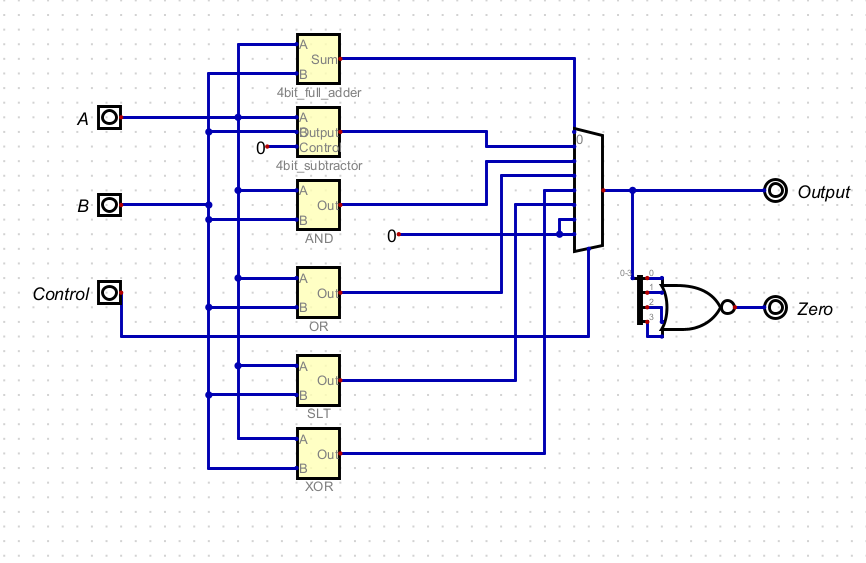 A
Sum
B
4bit_full_adder
A
A
Output
B
0
Contro
4bit_subtractor
0
A
B
Out
B
AND
0
Output
A
Out
B
OR
Control
0-3
0
1
2
3
Zero
A
Out
B
SLT
A
Out
B
XOR